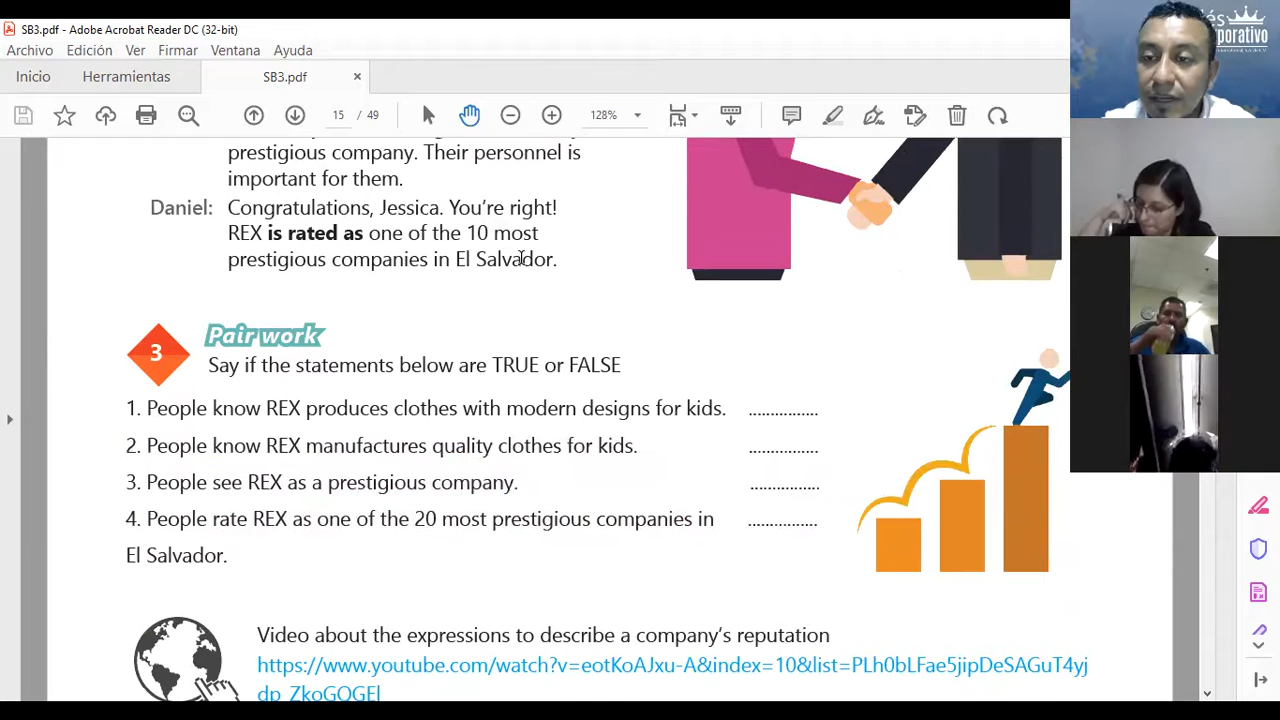 SB3.pdf - Adobe Acrobat Reader DC (32-bit)
Archivo Edición Ver Firmar Ventana Ayuda
Inicio Herramientas SB3.pdf ×
15 / 49 128%
prestigious company. Their personnel is
important for them.
Daniel: Congratulations, Jessica. You're right!
REX is rated as one of the 10 most
prestigious companies in El Salvador.
3
Pair work
Say if the statements below are TRUE or FALSE
1. People know REX produces clothes with modern designs for kids. ................
2. People know REX manufactures quality clothes for kids. ................
3. People see REX as a prestigious company. ................
4. People rate REX as one of the 20 most prestigious companies in ................
El Salvador.
Video about the expressions to describe a company's reputation
https://www.youtube.com/watch?v=eotKoAJxu-A&index=10&list=PLh0bLFae5jipDeSAGuT4yj
dp_ZkoGQGEl